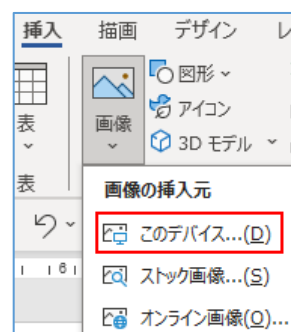 挿入 描画 デザイン
表 画像 図形
アイコン
3D モデル
表
画像の挿入元
このデバイス...(D)
ストック画像...(S)
オンライン画像(O)...
6